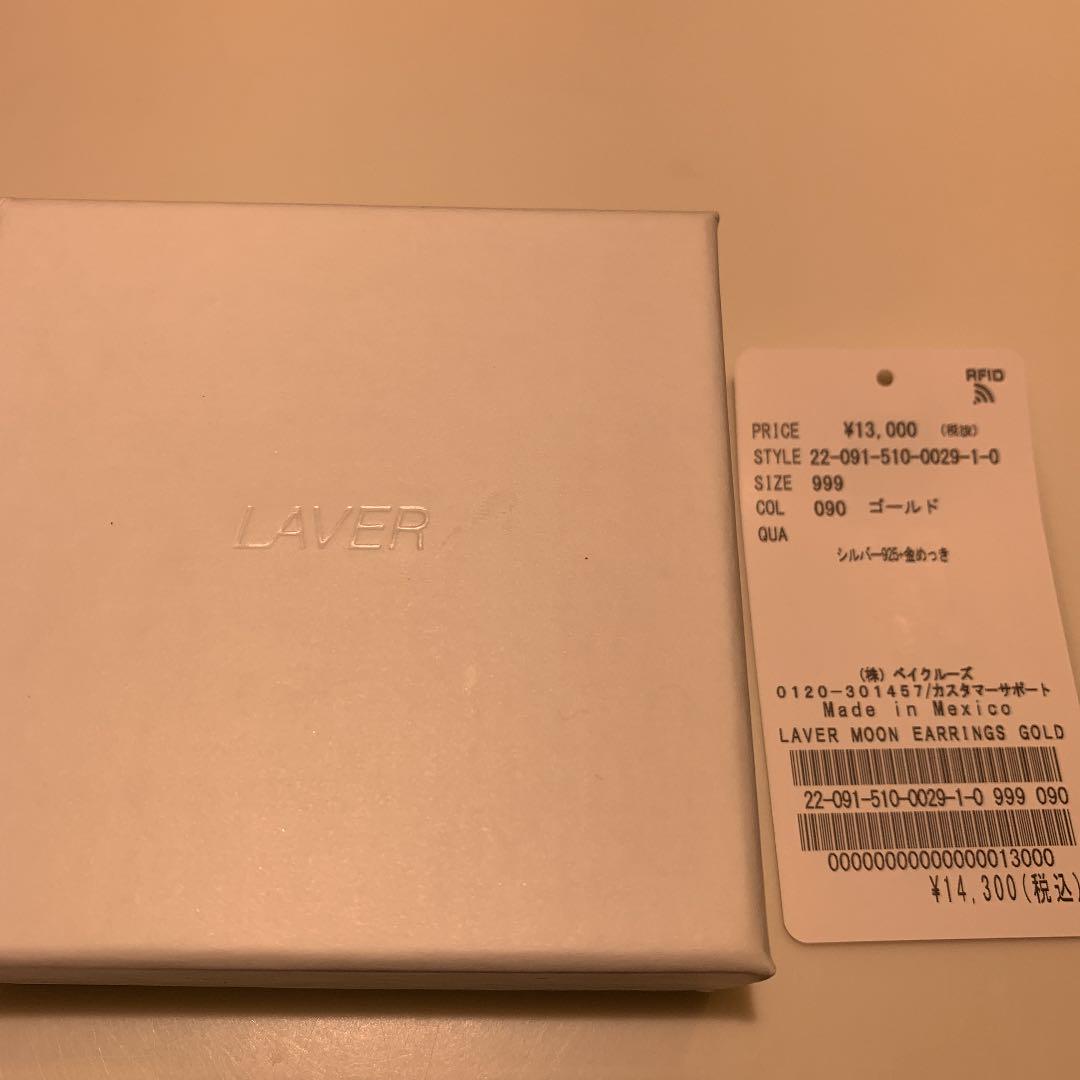 LAVER
RFID
PRICE ¥13,000 (税抜)
STYLE 22-091-510-0029-1-0
SIZE 999
COL 090 ゴールド
QUA
シルバー925+金めっき
(株) ベイクルーズ
0120-301457/カスタマーサポート
Made in Mexico
LAVER MOON EARRINGS GOLD
22-091-510-0029-1-0 999 090
00000000000000013000
¥14,300(税込)